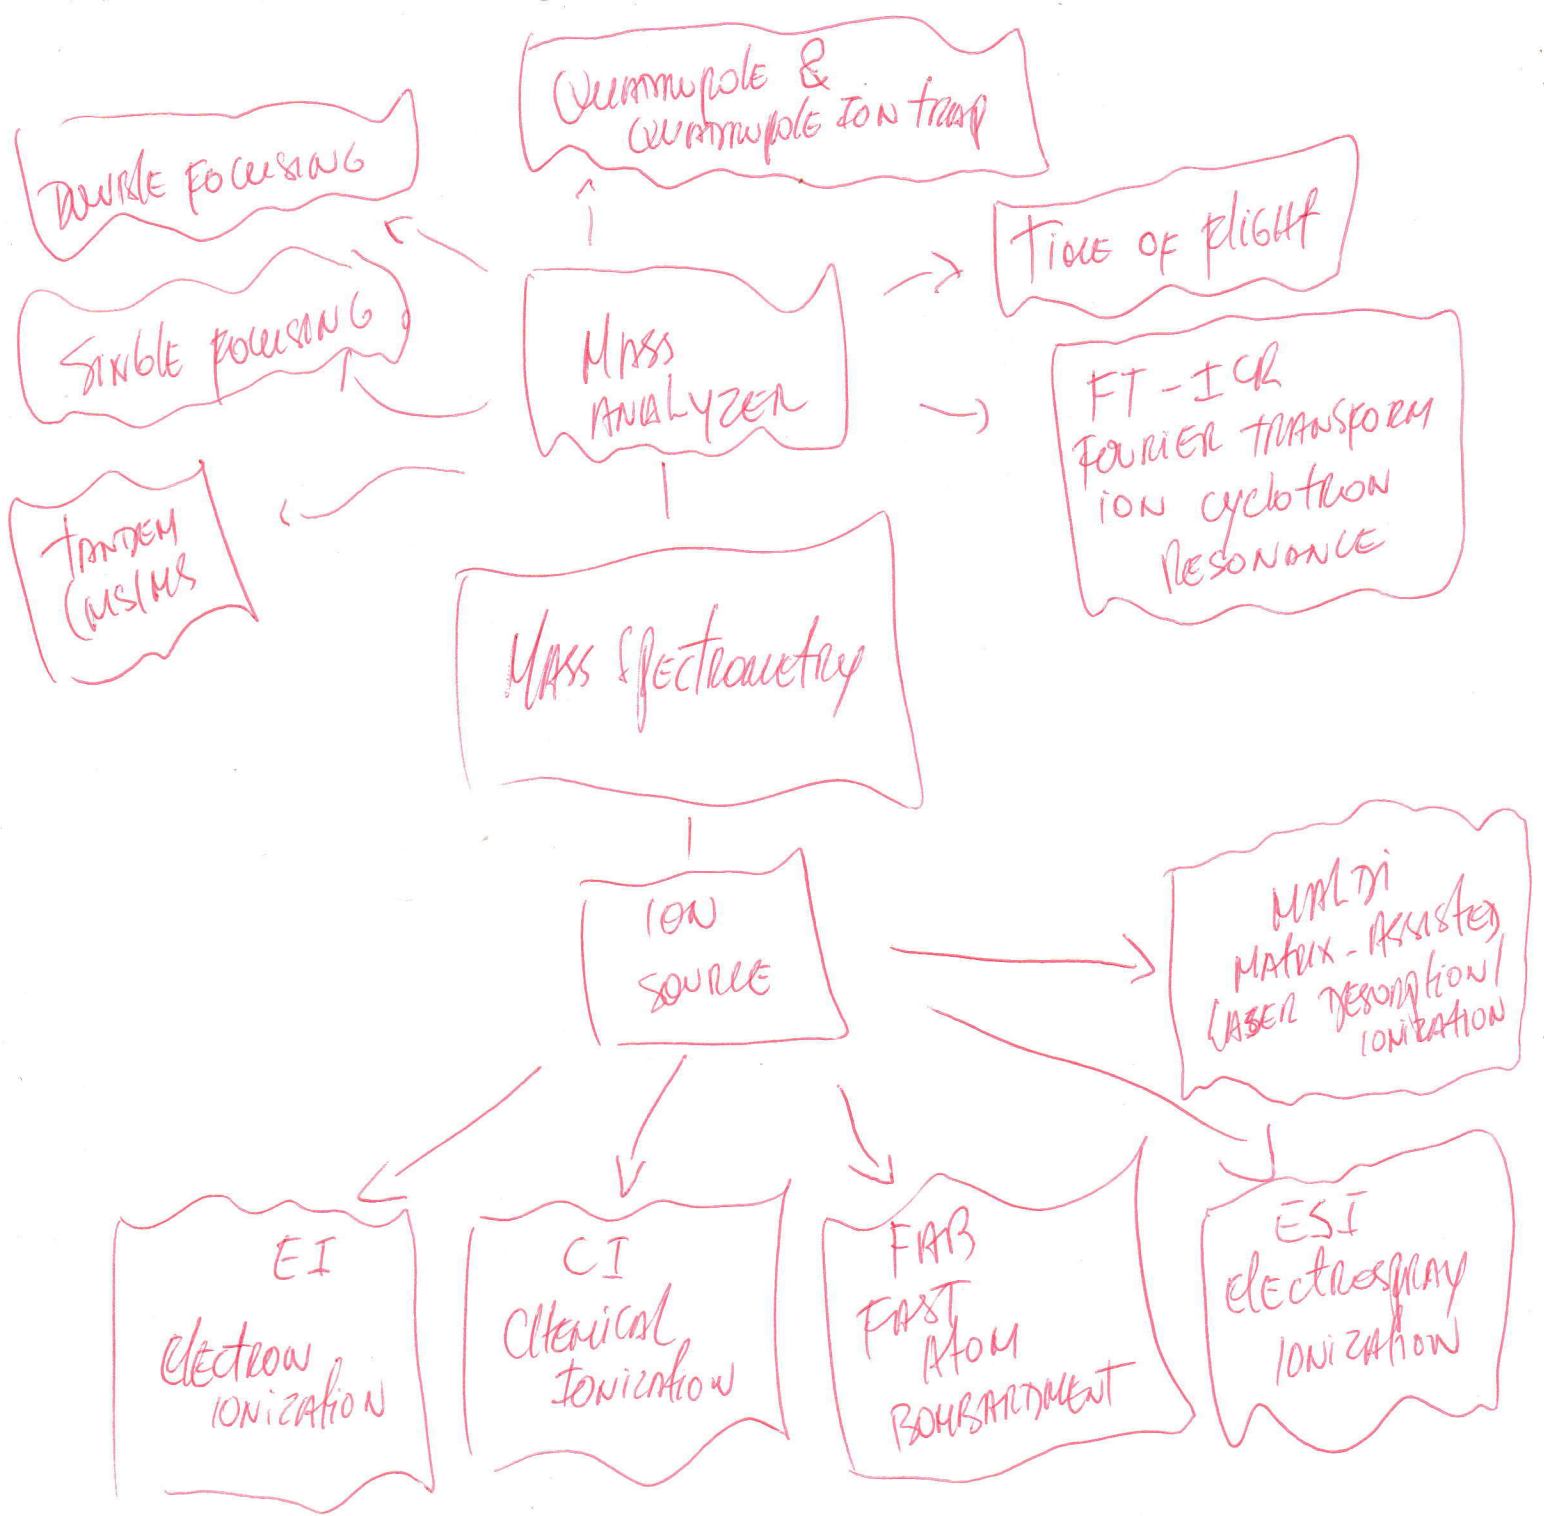 Quadrupole &
Quadrupole Ion trap
Double Focusing
Time of flight
Single focusing
Mass
Analyzer
FT-ICR
Fourier transform
ion cyclotron
Resonance
tandem
(MS/MS
Mass Spectrometry
Ion
Source
MALDI
Matrix-Assisted
Laser Desorption/
ionization
EI
Electron
ionization
CI
Chemical
Ionization
FAB
Fast
Atom
Bombardment
ESI
Electrospray
ionization